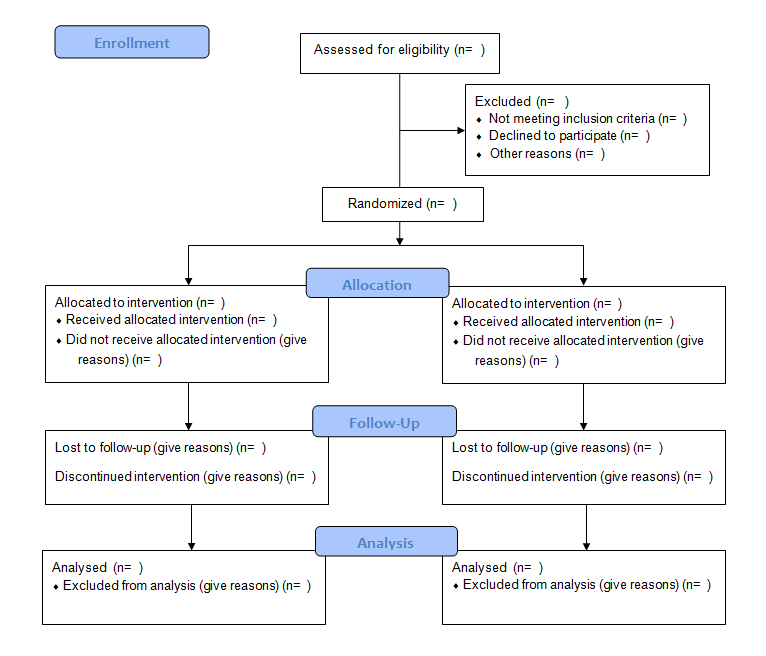 Enrollment
Assessed for eligibility (n=  )
Excluded (n=  )
⬧ Not meeting inclusion criteria (n=  )
⬧ Declined to participate (n=  )
⬧ Other reasons (n=  )
Randomized (n=  )
Allocation
Allocated to intervention (n=  )
⬧ Received allocated intervention (n=  )
⬧ Did not receive allocated intervention (give
reasons) (n=  )
Allocated to intervention (n=  )
⬧ Received allocated intervention (n=  )
⬧ Did not receive allocated intervention (give
reasons) (n=  )
Follow-Up
Lost to follow-up (give reasons) (n=  )
Discontinued intervention (give reasons) (n=  )
Lost to follow-up (give reasons) (n=  )
Discontinued intervention (give reasons) (n=  )
Analysis
Analysed (n=  )
⬧ Excluded from analysis (give reasons) (n=  )
Analysed (n=  )
⬧ Excluded from analysis (give reasons) (n=  )